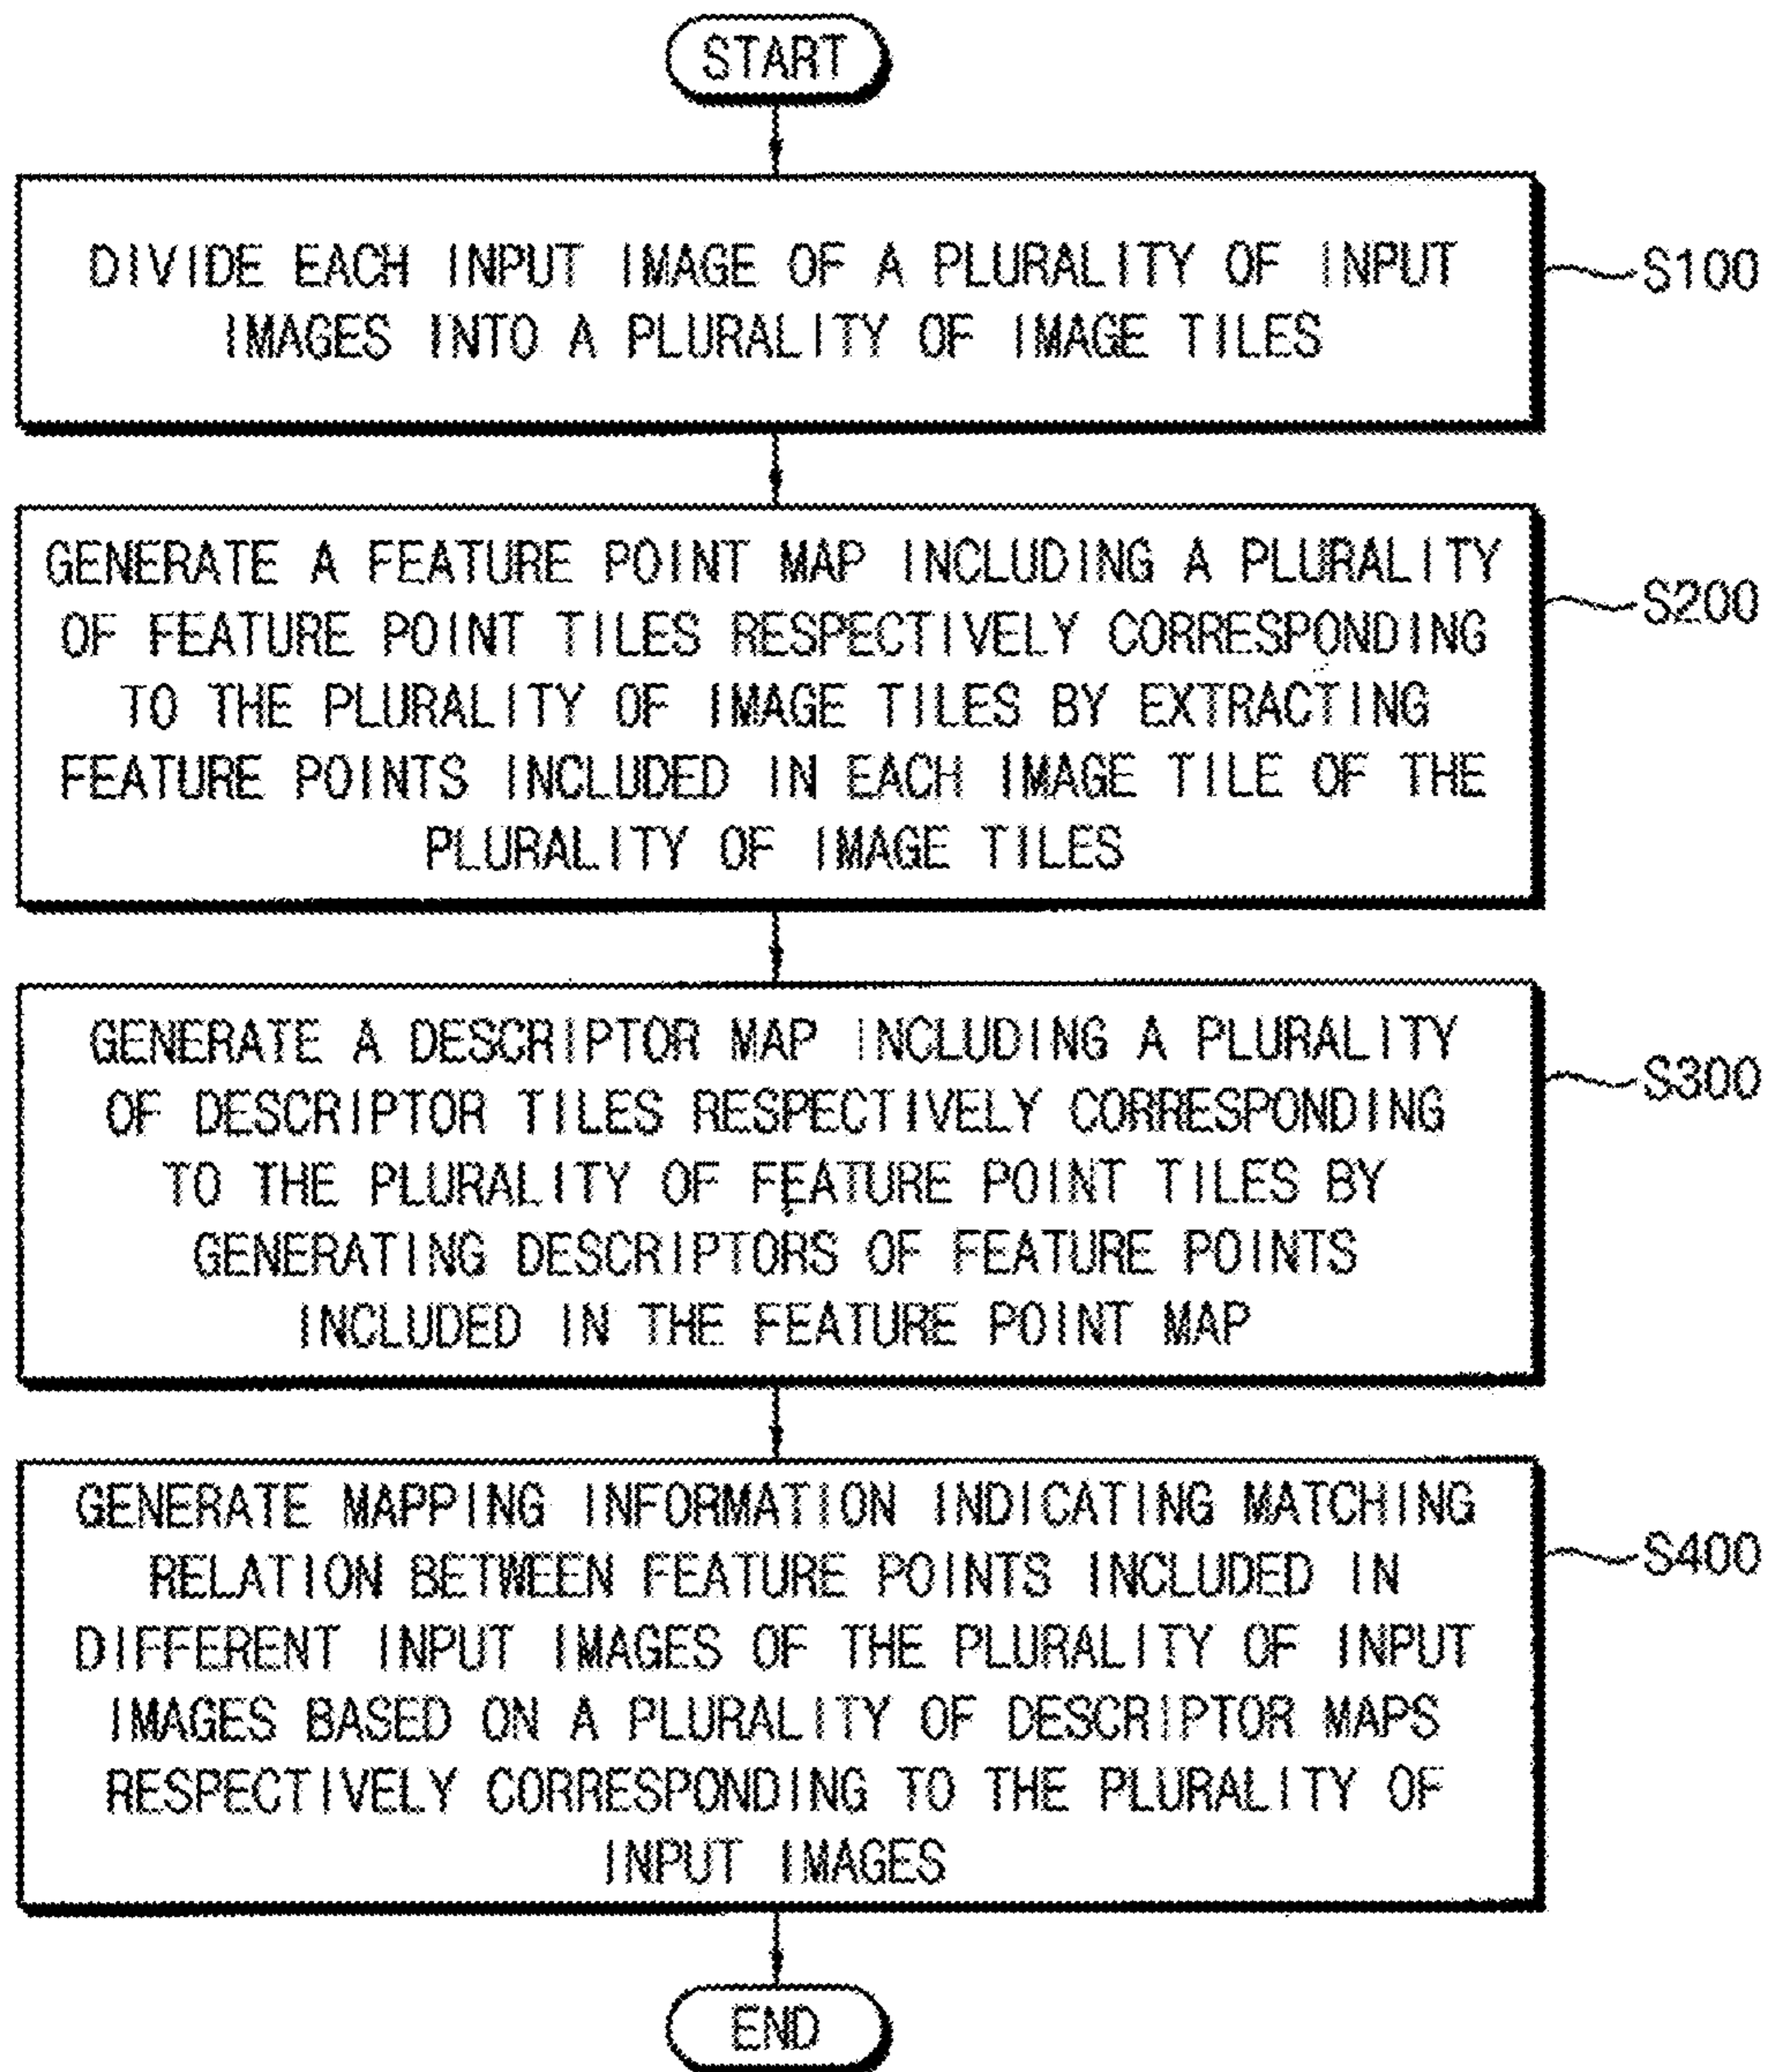 START
DIVIDE EACH INPUT IMAGE OF A PLURALITY OF INPUT
IMAGES INTO A PLURALITY OF IMAGE TILES
S100
GENERATE A FEATURE POINT MAP INCLUDING A PLURALITY
OF FEATURE POINT TILES RESPECTIVELY CORRESPONDING
TO THE PLURALITY OF IMAGE TILES BY EXTRACTING
FEATURE POINTS INCLUDED IN EACH IMAGE TILE OF THE
PLURALITY OF IMAGE TILES
S200
GENERATE A DESCRIPTOR MAP INCLUDING A PLURALITY
OF DESCRIPTOR TILES RESPECTIVELY CORRESPONDING
TO THE PLURALITY OF FEATURE POINT TILES BY
GENERATING DESCRIPTORS OF FEATURE POINTS
INCLUDED IN THE FEATURE POINT MAP
S300
GENERATE MAPPING INFORMATION INDICATING MATCHING
RELATION BETWEEN FEATURE POINTS INCLUDED IN
DIFFERENT INPUT IMAGES OF THE PLURALITY OF INPUT
IMAGES BASED ON A PLURALITY OF DESCRIPTOR MAPS
RESPECTIVELY CORRESPONDING TO THE PLURALITY OF
INPUT IMAGES
S400
END